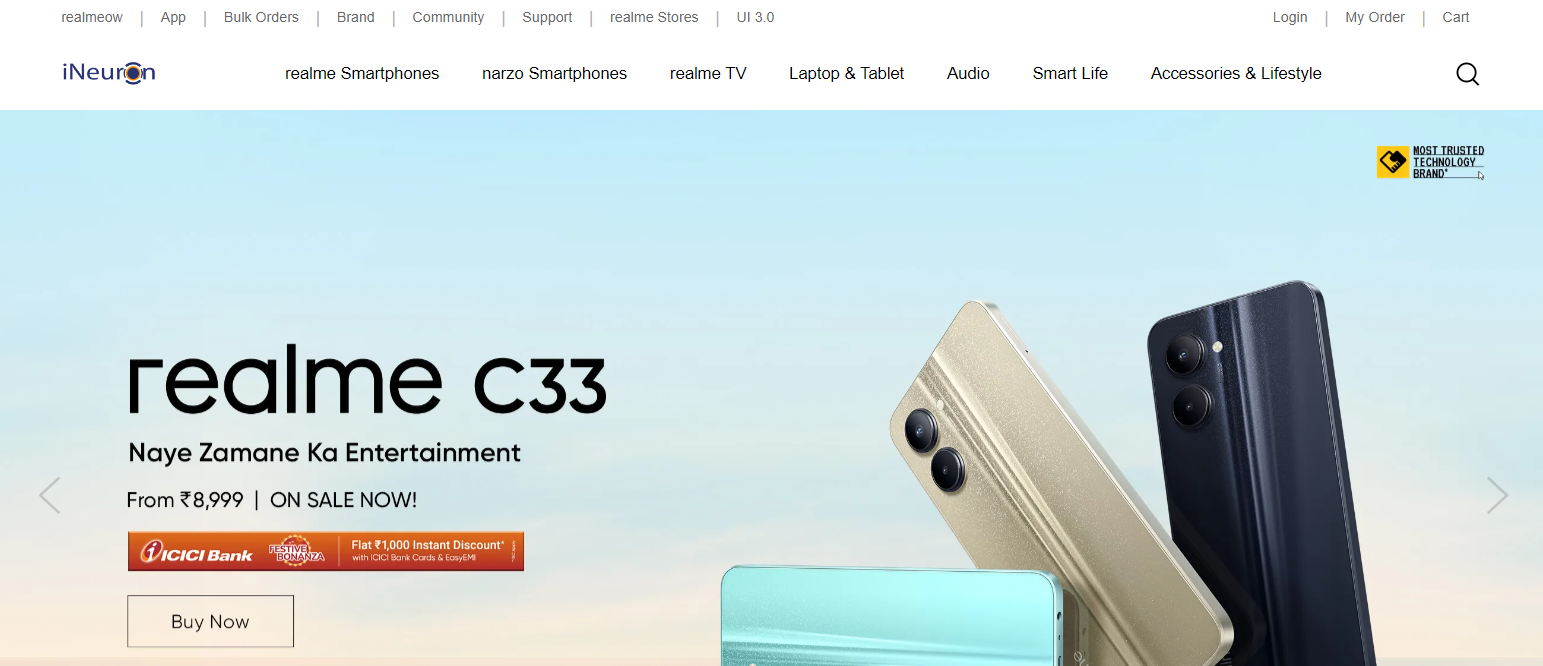 realmeow | App | Bulk Orders | Brand | Community | Support | realme Stores | UI 3.0 Login | My Order | Cart
iNeuron realme Smartphones narzo Smartphones realme TV Laptop & Tablet Audio Smart Life Accessories & Lifestyle
MOST TRUSTED
TECHNOLOGY
BRAND*
realme C33
Naye Zamane Ka Entertainment
From ₹8,999 | ON SALE NOW!
ICICI Bank
FESTIVE
BONANZA
Flat ₹1,000 Instant Discount*
with ICICI Bank Cards & EasyEMI
Buy Now